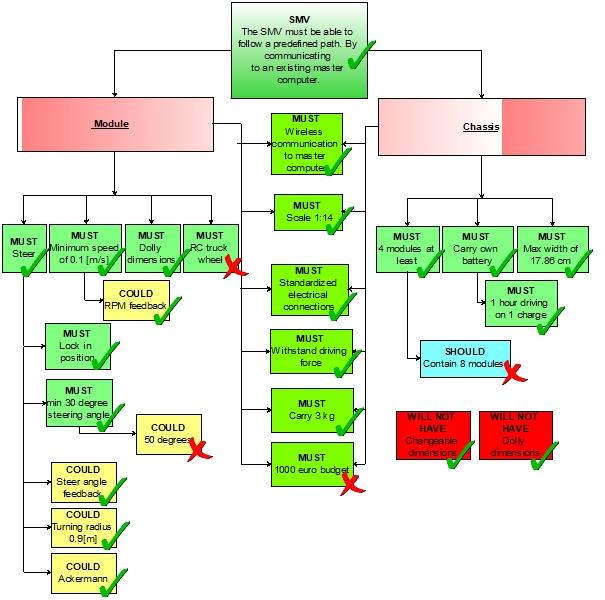 SMV
The SMV must be able to
follow a predefined path. By
communicating
to an existing master
computer.
Module
Chassis
MUST
Wireless
communication
to master
computer
MUST
Scale 1:14
MUST
Standardized
electrical
connections
MUST
Withstand driving
force
MUST
Carry 3 kg
MUST
1000 euro budget
MUST
Steer
MUST
Minimum speed
of 0.1 [m/s]
MUST
Dolly
dimensions
MUST
RC truck
wheel
COULD
RPM feedback
MUST
Lock in
position
MUST
min 30 degree
steering angle
COULD
50 degrees
COULD
Steer angle
feedback
COULD
Turning radius
0.9[m]
COULD
Ackermann
MUST
4 modules at
least
MUST
Carry own
battery
MUST
Max width of
17.86 cm
MUST
1 hour driving
on 1 charge
SHOULD
Contain 8 modules
WILL NOT
HAVE
Changeable
dimensions
WILL NOT
HAVE
Dolly
dimensions